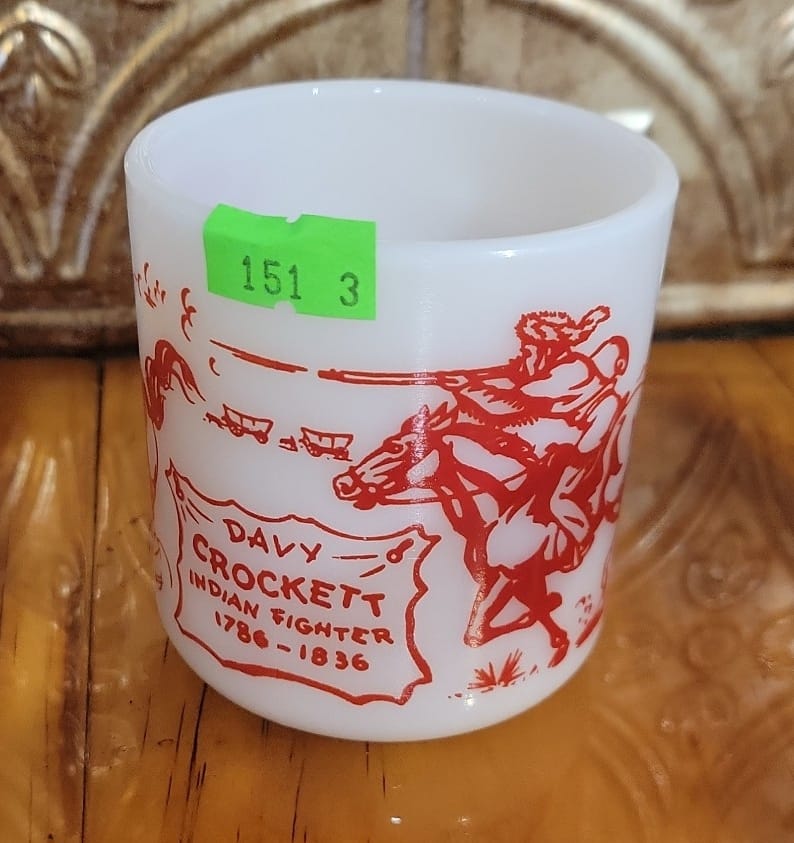 151 3
DAVY
CROCKETT
INDIAN FIGHTER
1786-1836